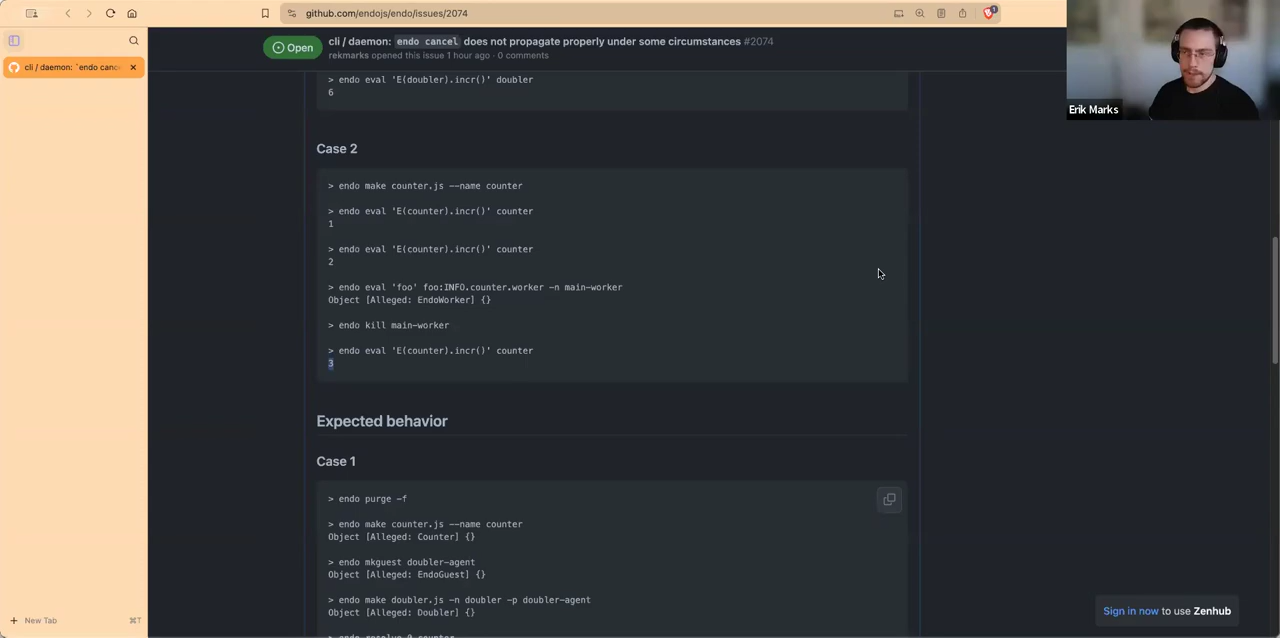 github.com/endojs/endo/issues/2074
1
cli / daemon: `endo cance
New Tab
⌘T
Open
cli / daemon: endo cancel does not propagate properly under some circumstances #2074
rekmarks opened this issue 1 hour ago · 0 comments
> endo eval 'E(doubler).incr()' doubler
6
Case 2
> endo make counter.js --name counter
> endo eval 'E(counter).incr()' counter
1
> endo eval 'E(counter).incr()' counter
2
> endo eval 'foo' foo:INFO.counter.worker -n main-worker
Object [Alleged: EndoWorker] {}
> endo kill main-worker
> endo eval 'E(counter).incr()' counter
3
Expected behavior
Case 1
> endo purge -f
> endo make counter.js --name counter
Object [Alleged: Counter] {}
> endo mkguest doubler-agent
Object [Alleged: EndoGuest] {}
> endo make doubler.js -n doubler -p doubler-agent
Object [Alleged: Doubler] {}
Erik Marks
Sign in now to use Zenhub